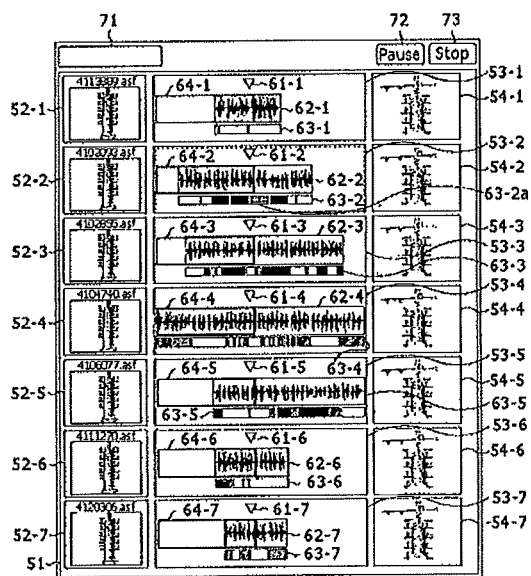 71 72 73
Pause Stop
4113889.asf 64-1 61-1 53-1
52-1 62-1 54-1
63-1
4102093.asf 64-2 61-2 53-2
52-2 62-2 54-2
63-2 63-2a
4102895.asf 64-3 61-3 62-3 54-3
52-3 53-3
63-3
4104740.asf 64-4 61-4 62-4 53-4
52-4 54-4
4106077.asf 64-5 61-5 63-4 53-5
52-5 62-5 54-5
63-5 63-5
4111270.asf 64-6 61-6 53-6
52-6 62-6 54-6
63-6
4120306.asf 64-7 61-7 53-7
52-7 62-7 54-7
51 63-7